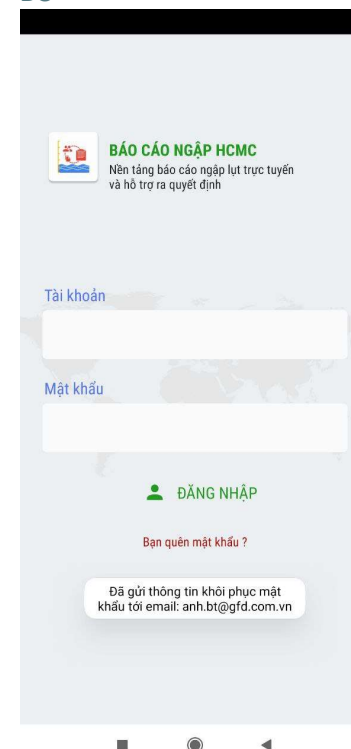 BÁO CÁO NGẬP HCMC
Nền tảng báo cáo ngập lụt trực tuyến
và hỗ trợ ra quyết định
Tài khoản
Mật khẩu
ĐĂNG NHẬP
Bạn quên mật khẩu ?
Đã gửi thông tin khôi phục mật
khẩu tới email: anh.bt@gfd.com.vn